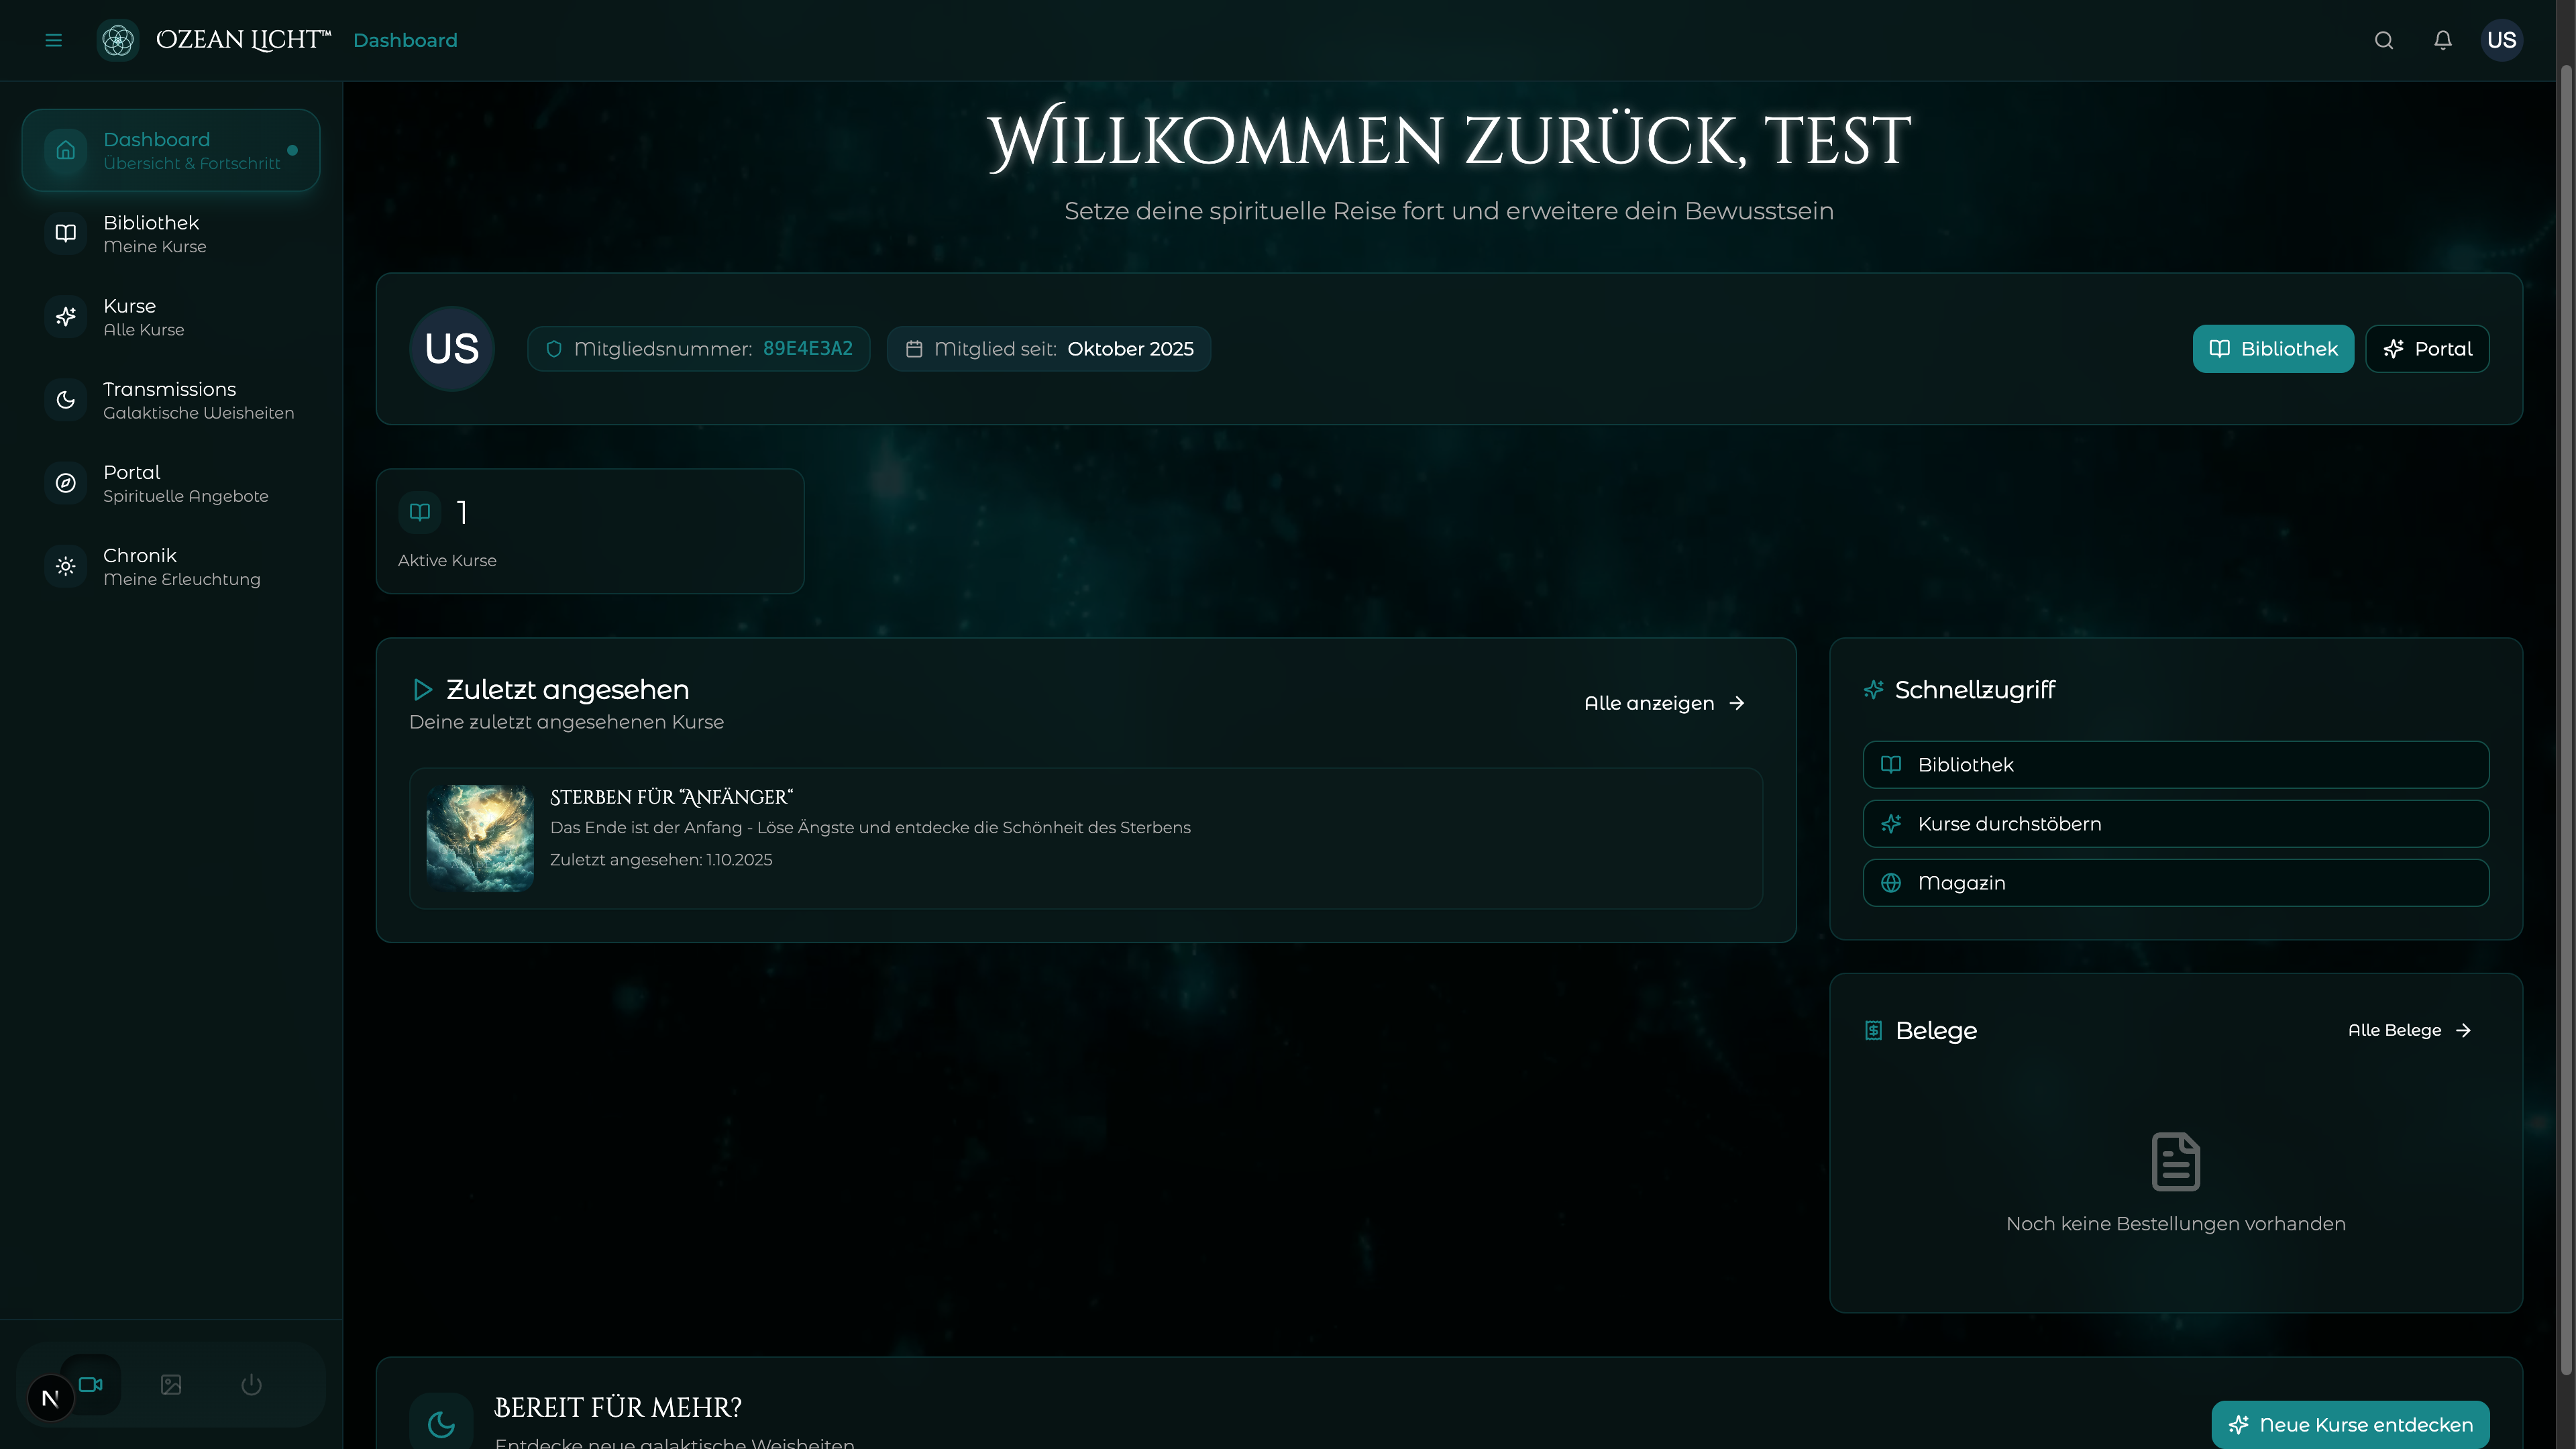 OZEAN LICHT™ Dashboard
US
Dashboard
Übersicht & Fortschritt
Bibliothek
Meine Kurse
Kurse
Alle Kurse
Transmissions
Galaktische Weisheiten
Portal
Spirituelle Angebote
Chronik
Meine Erleuchtung
N
WILLKOMMEN ZURÜCK, TEST
Setze deine spirituelle Reise fort und erweitere dein Bewusstsein
US
Mitgliedsnummer: 89E4E3A2
Mitglied seit: Oktober 2025
Bibliothek
Portal
1
Aktive Kurse
Zuletzt angesehen
Deine zuletzt angesehenen Kurse
Alle anzeigen →
STERBEN FÜR “ANFÄNGER“
Das Ende ist der Anfang - Löse Ängste und entdecke die Schönheit des Sterbens
Zuletzt angesehen: 1.10.2025
Schnellzugriff
Bibliothek
Kurse durchstöbern
Magazin
Belege
Alle Belege →
Noch keine Bestellungen vorhanden
BEREIT FÜR MEHR?
Entdecke neue galaktische Weisheiten
Neue Kurse entdecken